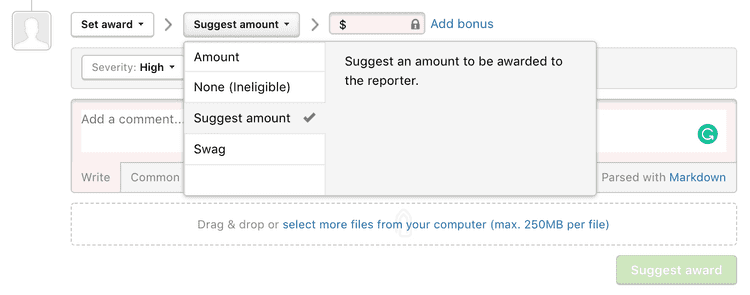 Set award
Suggest amount
$
Add bonus
Amount
None (Ineligible)
Suggest amount
Swag
Suggest an amount to be awarded to
the reporter.
Severity: High
Add a comment...
Write
Common
Parsed with Markdown
Drag & drop or select more files from your computer (max. 250MB per file)
Suggest award